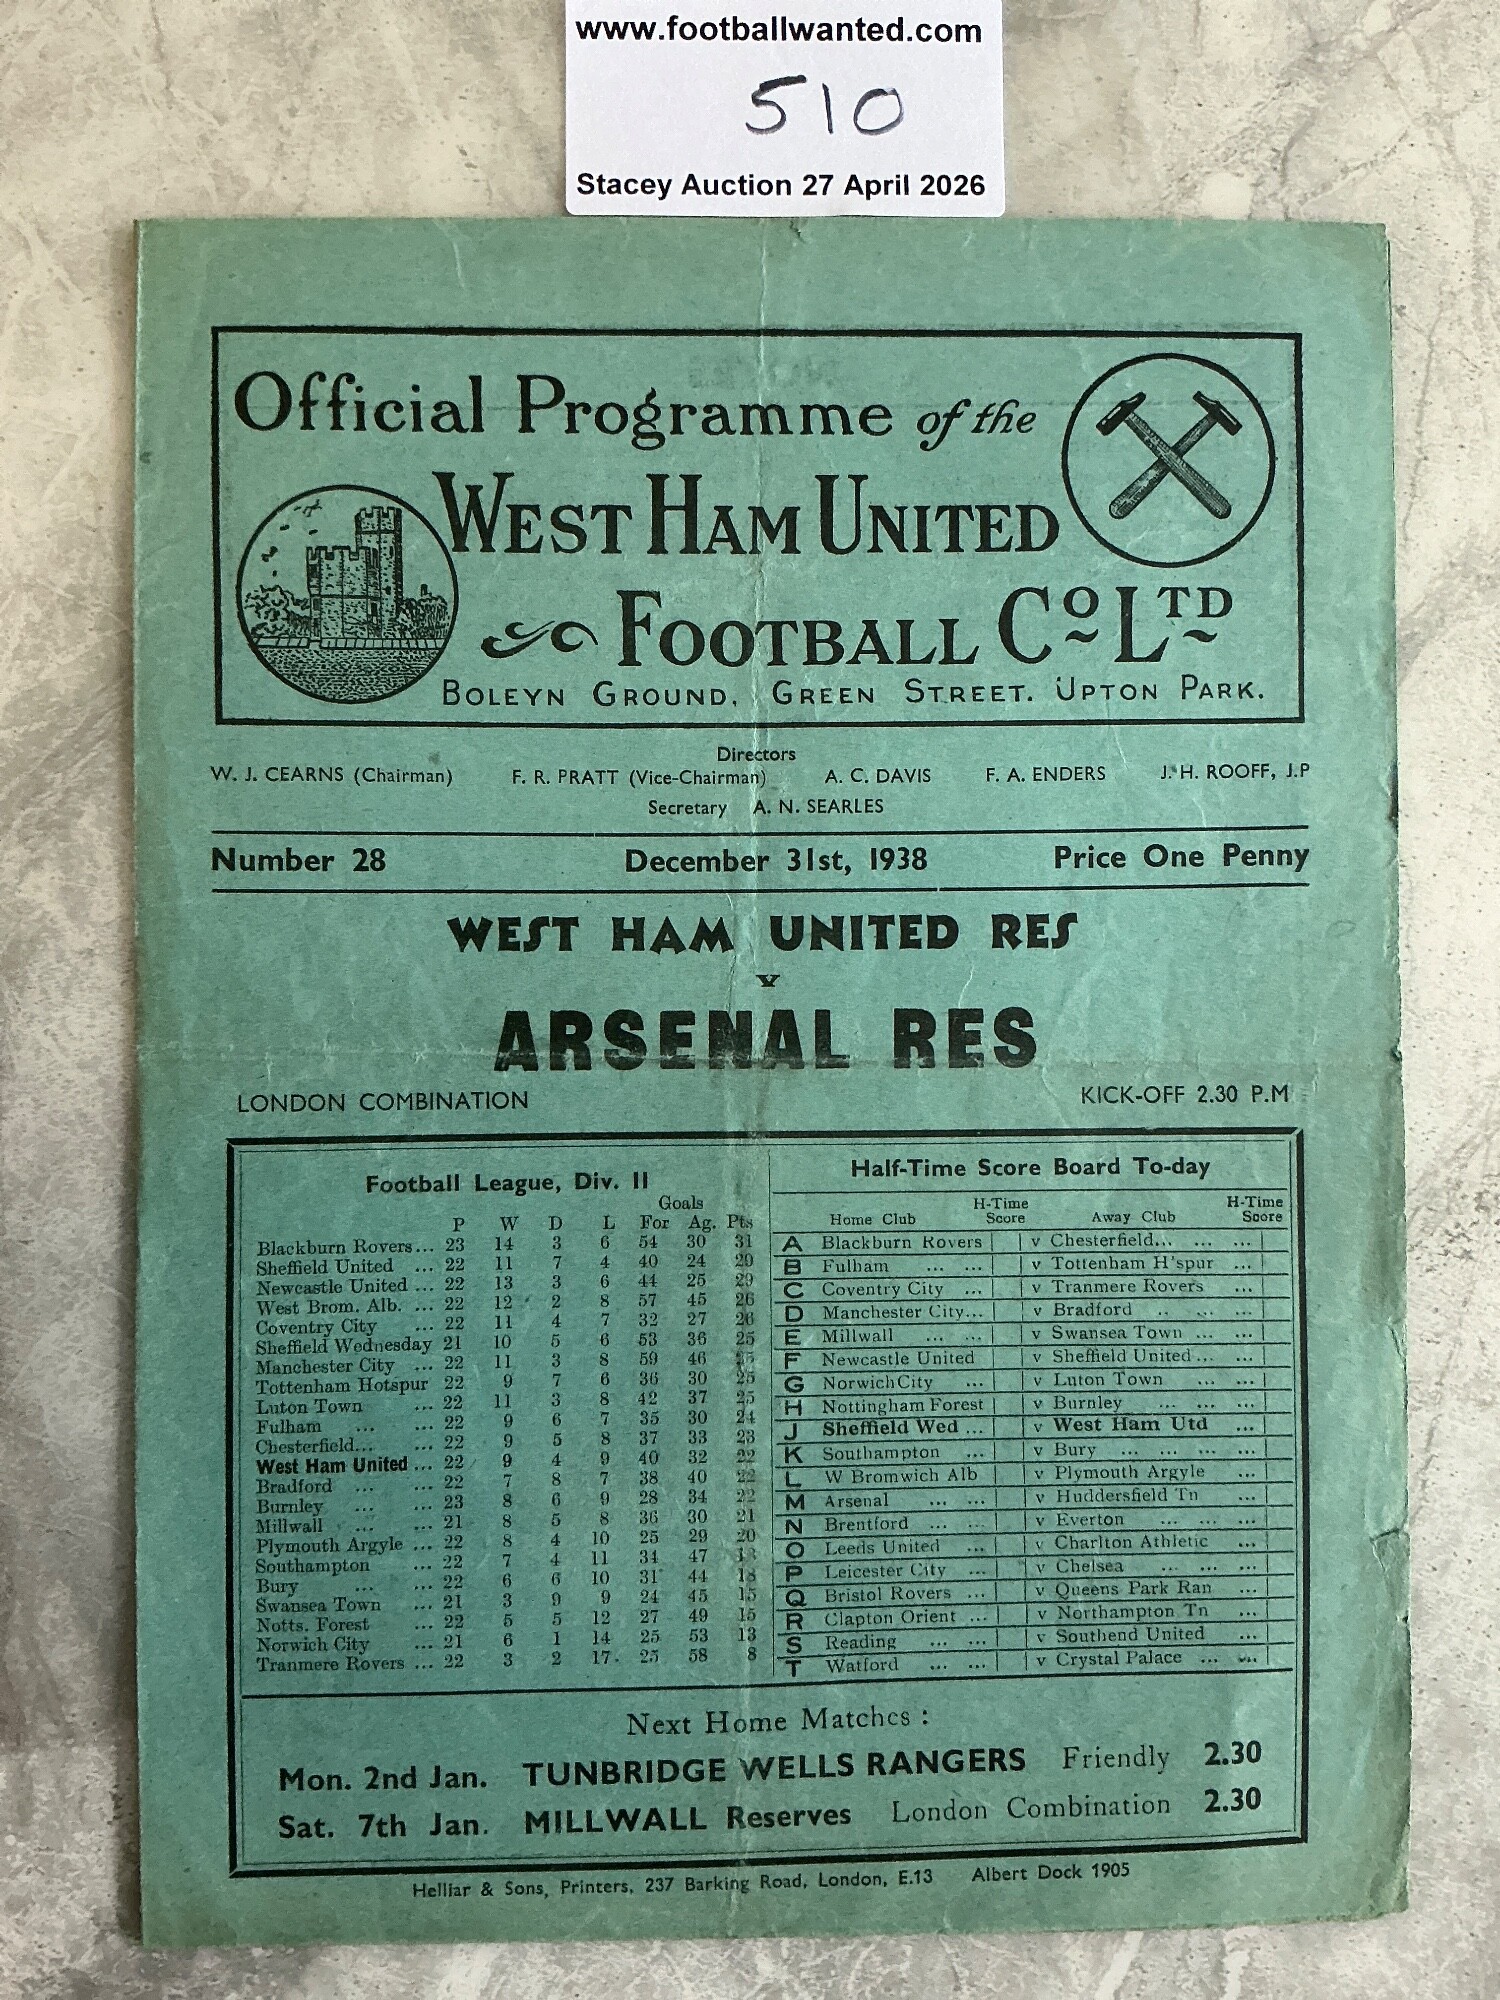 www.footballwanted.com
510
Stacey Auction 27 April 2026
Official Programme of the
WEST HAM UNITED
FOOTBALL CO LTD
BOLEYN GROUND, GREEN STREET. UPTON PARK.
Directors
W. J. CEARNS (Chairman) F. R. PRATT (Vice-Chairman) A. C. DAVIS F. A. ENDERS J. H. ROOFF, J.P
Secretary A. N. SEARLES
Number 28 December 31st, 1938 Price One Penny
WEST HAM UNITED RES
v
ARSENAL RES
LONDON COMBINATION KICK-OFF 2.30 P.M
Football League, Div. II
Goals
P W D L For Ag. Pts
Blackburn Rovers... 23 14 3 6 54 30 31
Sheffield United ... 22 11 7 4 40 24 29
Newcastle United ... 22 13 3 6 44 25 29
West Brom. Alb. ... 22 12 2 8 57 45 26
Coventry City ... 22 11 4 7 32 27 26
Sheffield Wednesday 21 10 5 6 53 36 25
Manchester City ... 22 11 3 8 59 46 25
Tottenham Hotspur 22 9 7 6 36 30 25
Luton Town ... 22 11 3 8 42 37 25
Fulham ... ... 22 9 6 7 35 30 24
Chesterfield... ... 22 9 5 8 37 33 23
West Ham United ... 22 9 4 9 40 32 22
Bradford ... ... 22 7 8 7 38 40 22
Burnley ... ... 23 8 6 9 28 34 22
Millwall ... ... 21 8 5 8 36 30 21
Plymouth Argyle ... 22 8 4 10 25 29 20
Southampton ... 22 7 4 11 34 47
Bury ... ... 22 6 6 10 31 44 18
Swansea Town ... 21 3 9 9 24 45 15
Notts. Forest ... 22 5 5 12 27 49 15
Norwich City ... 21 6 1 14 25 53 13
Tranmere Rovers ... 22 3 2 17 25 58 8
Half-Time Score Board To-day
H-Time H-Time
Home Club Score Away Club Score
A Blackburn Rovers v Chesterfield... ... ...
B Fulham ... ... v Tottenham H'spur ...
C Coventry City ... v Tranmere Rovers ...
D Manchester City... v Bradford .. ... ...
E Millwall ... ... v Swansea Town ... ...
F Newcastle United v Sheffield United... ...
G Norwich City ... v Luton Town ... ...
H Nottingham Forest v Burnley ... ... ...
J Sheffield Wed ... v West Ham Utd ...
K Southampton ... v Bury ... ... ... ...
L W Bromwich Alb v Plymouth Argyle ...
M Arsenal ... ... v Huddersfield Tn ...
N Brentford ... ... v Everton ... ... ...
O Leeds United ... v Charlton Athletic ...
P Leicester City ... v Chelsea ... ... ...
Q Bristol Rovers ... v Queens Park Ran ...
R Clapton Orient ... v Northampton Tn ...
S Reading ... ... v Southend United ...
T Watford ... ... v Crystal Palace ... ...
Next Home Matches :
Mon. 2nd Jan. TUNBRIDGE WELLS RANGERS Friendly 2.30
Sat. 7th Jan. MILLWALL Reserves London Combination 2.30
Helliar & Sons, Printers, 237 Barking Road, London, E.13 Albert Dock 1905